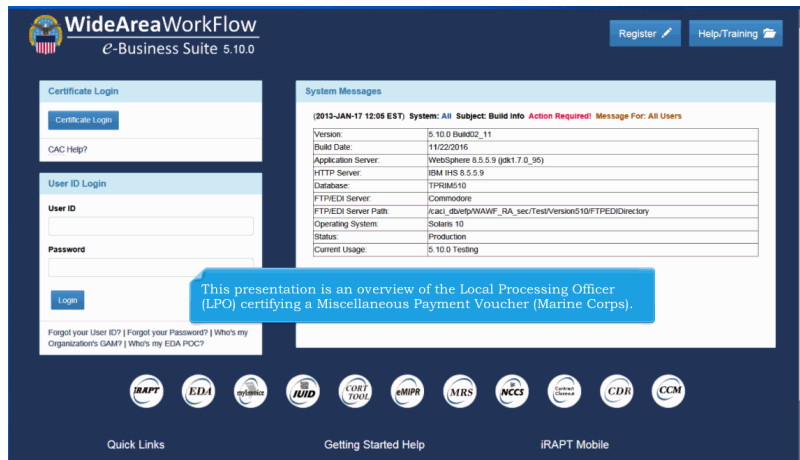 WideAreaWorkFlow
e-Business Suite 5.10.0
Register
Help/Training
Certificate Login
Certificate Login
CAC Help?
User ID Login
User ID
Password
Login
Forgot your User ID? | Forgot your Password? | Who's my
Organization's GAM? | Who's my EDA POC?
System Messages
(2013-JAN-17 12:05 EST) System: All Subject: Build Info Action Required! Message For: All Users
Version: 5.10.0 Build02_11
Build Date: 11/22/2016
Application Server: WebSphere 8.5.5.9 (jdk1.7.0_95)
HTTP Server: IBM IHS 8.5.5.9
Database: TPRIM510
FTP/EDI Server: Commodore
FTP/EDI Server Path: /caci_db/efp/WAWF_RA_sec/Test/Version510/FTPEDIDirectory
Operating System: Solaris 10
Status: Production
Current Usage: 5.10.0 Testing
This presentation is an overview of the Local Processing Officer
(LPO) certifying a Miscellaneous Payment Voucher (Marine Corps).
iRAPT
EDA
myInvoice
IUID
CORT
TOOL
eMIPR
MRS
NCCS
Contract
Closeout
CDR
CCM
Quick Links
Getting Started Help
iRAPT Mobile